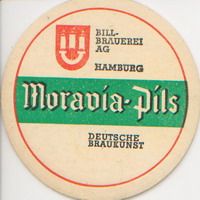 BILL-
BRAUEREI
AG
HAMBURG
Moravia-Pils
DEUTSCHE
BRAUKUNST